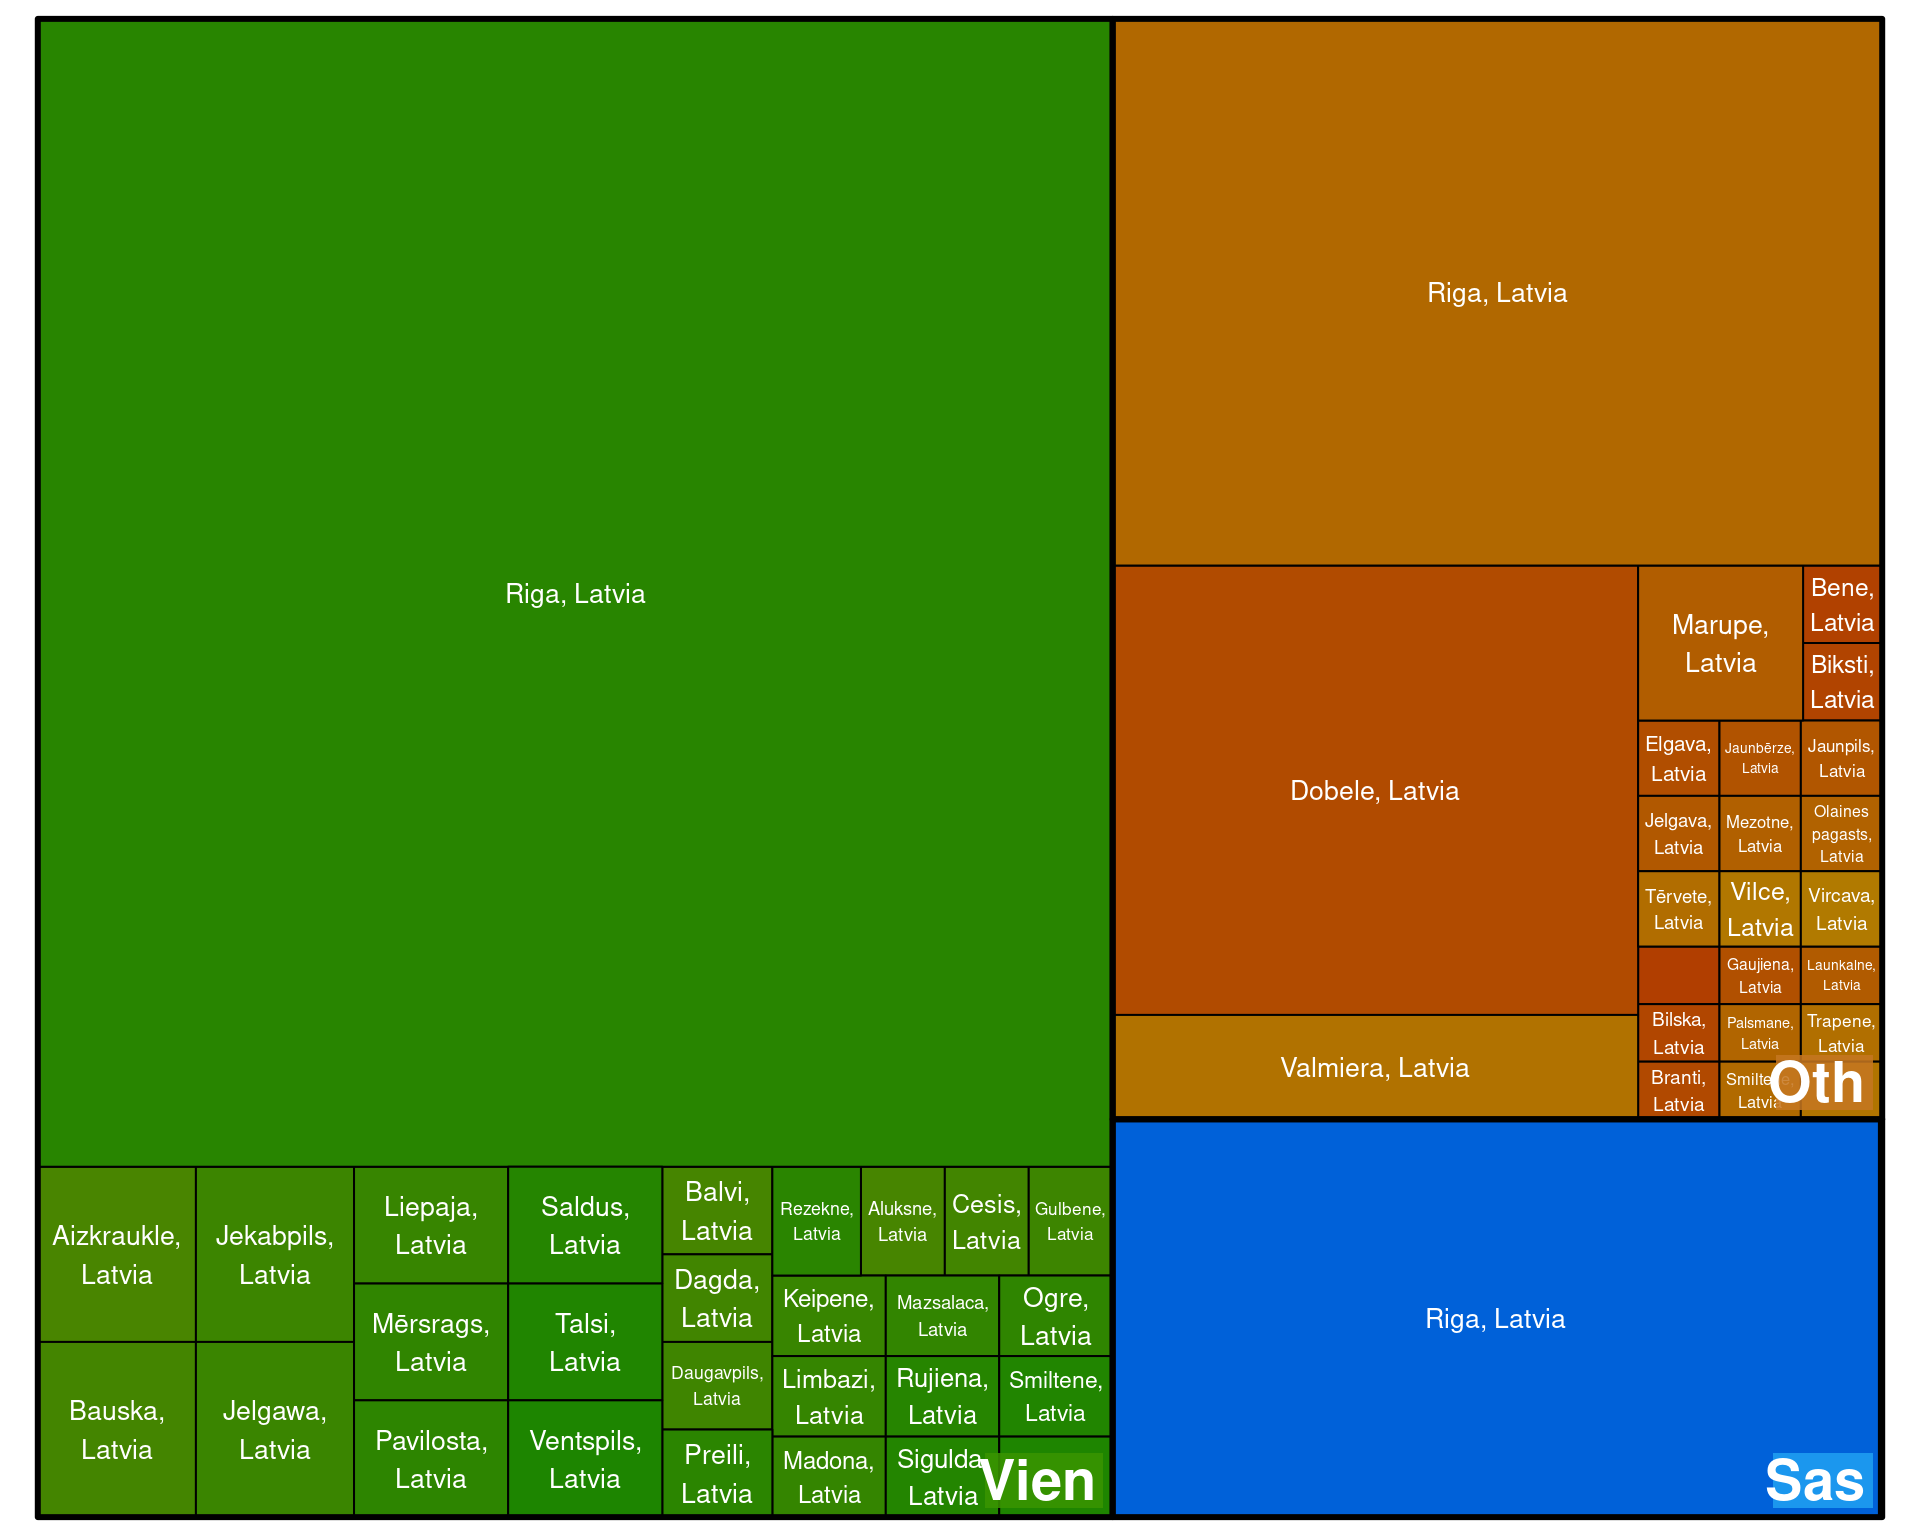 Riga, Latvia
Aizkraukle,
Latvia
Bauska,
Latvia
Jekabpils,
Latvia
Jelgawa,
Latvia
Liepaja,
Latvia
Mērsrags,
Latvia
Pavilosta,
Latvia
Saldus,
Latvia
Talsi,
Latvia
Ventspils,
Latvia
Balvi,
Latvia
Dagda,
Latvia
Daugavpils,
Latvia
Preili,
Latvia
Rezekne,
Latvia
Aluksne,
Latvia
Cesis,
Latvia
Gulbene,
Latvia
Keipene,
Latvia
Mazsalaca,
Latvia
Ogre,
Latvia
Limbazi,
Latvia
Rujiena,
Latvia
Smiltene,
Latvia
Madona,
Latvia
Sigulda,
Latvia
Vien
Riga, Latvia
Dobele, Latvia
Valmiera, Latvia
Marupe,
Latvia
Bene,
Latvia
Biksti,
Latvia
Elgava,
Latvia
Jaunbērze,
Latvia
Jaunpils,
Latvia
Jelgava,
Latvia
Mezotne,
Latvia
Olaines
pagasts,
Latvia
Tērvete,
Latvia
Vilce,
Latvia
Vircava,
Latvia
Gaujiena,
Latvia
Launkalne,
Latvia
Bilska,
Latvia
Palsmane,
Latvia
Trapene,
Latvia
Branti,
Latvia
Smiltene,
Latvia
Oth
Riga, Latvia
Sas